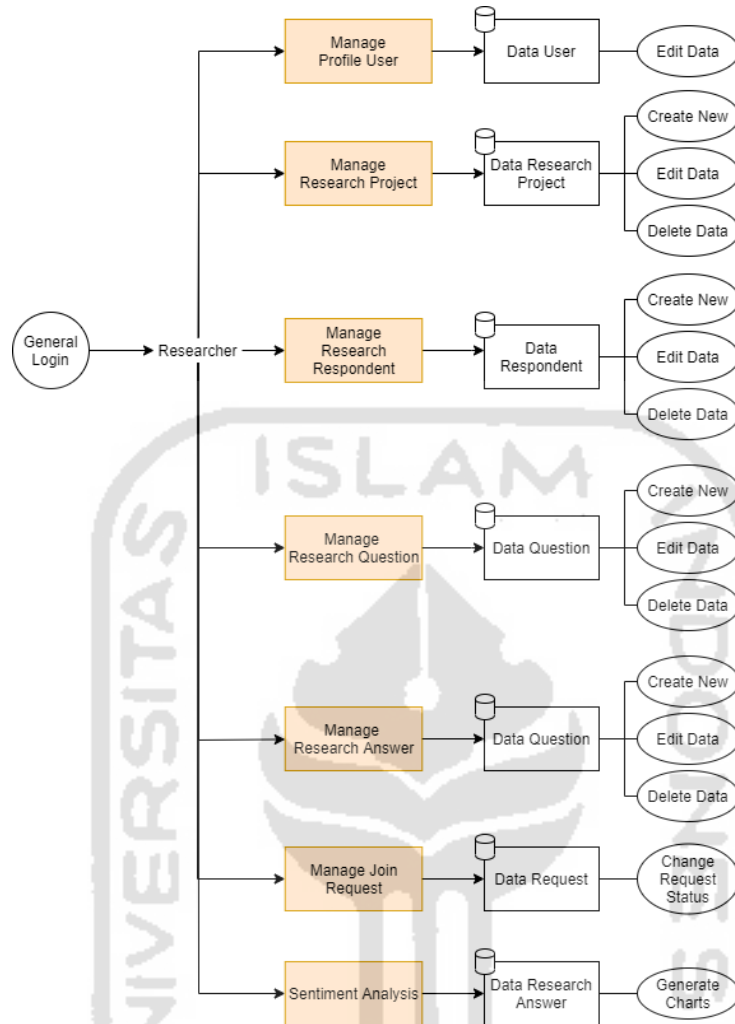 Manage
Profile User
Data User
Edit Data
Create New
Manage
Research Project
Data Research
Project
Edit Data
Delete Data
General
Login
Researcher
Create New
Manage
Research
Respondent
Data
Respondent
Edit Data
Delete Data
ISLAM
UNIVERSITAS
INDONESIA
Create New
Manage
Research Question
Data Question
Edit Data
Delete Data
Create New
Manage
Research Answer
Data Question
Edit Data
Delete Data
Manage Join
Request
Data Request
Change
Request
Status
Sentiment Analysis
Data Research
Answer
Generate
Charts